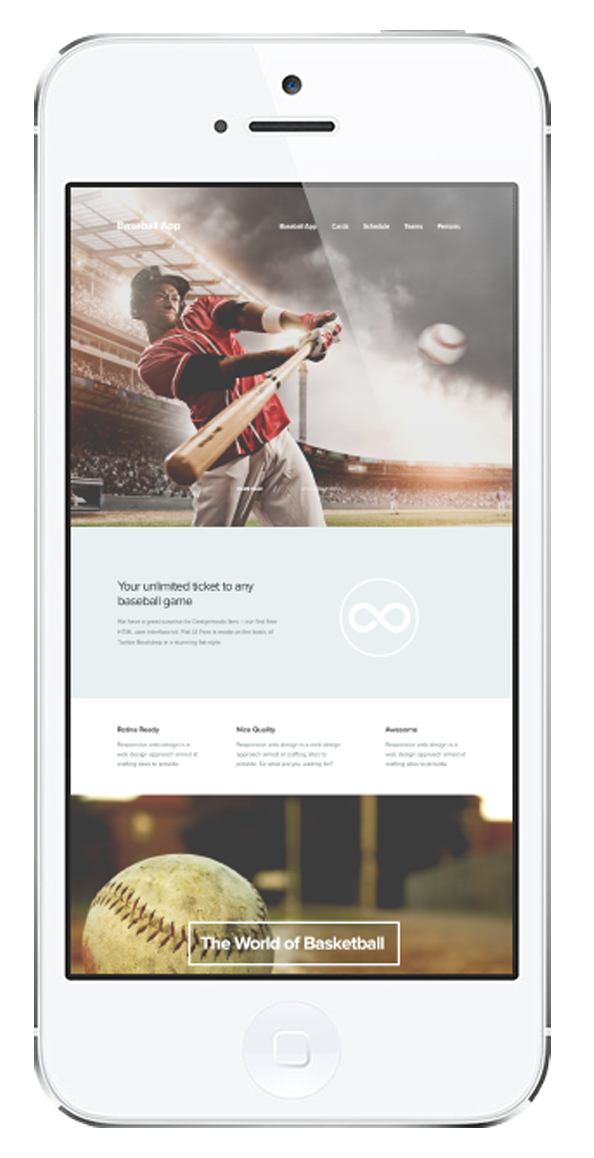 Baseball App
Baseball App Cards Schedule Teams Persons
Your unlimited ticket to any
baseball game
We have a great surprise for Designmodo fans – our first free
HTML user interface kit. Flat UI Free is made on the basis of
Twitter Bootstrap in a stunning flat-style.
Retina Ready
Responsive web design is a
web design approach aimed at
crafting sites to provide.
Nice Quality
Responsive web design is a web design
approach aimed at crafting sites to
provide. So what are you waiting for?
Awesome
Responsive web design is a
web design approach aimed at
crafting sites to provide.
The World of Basketball